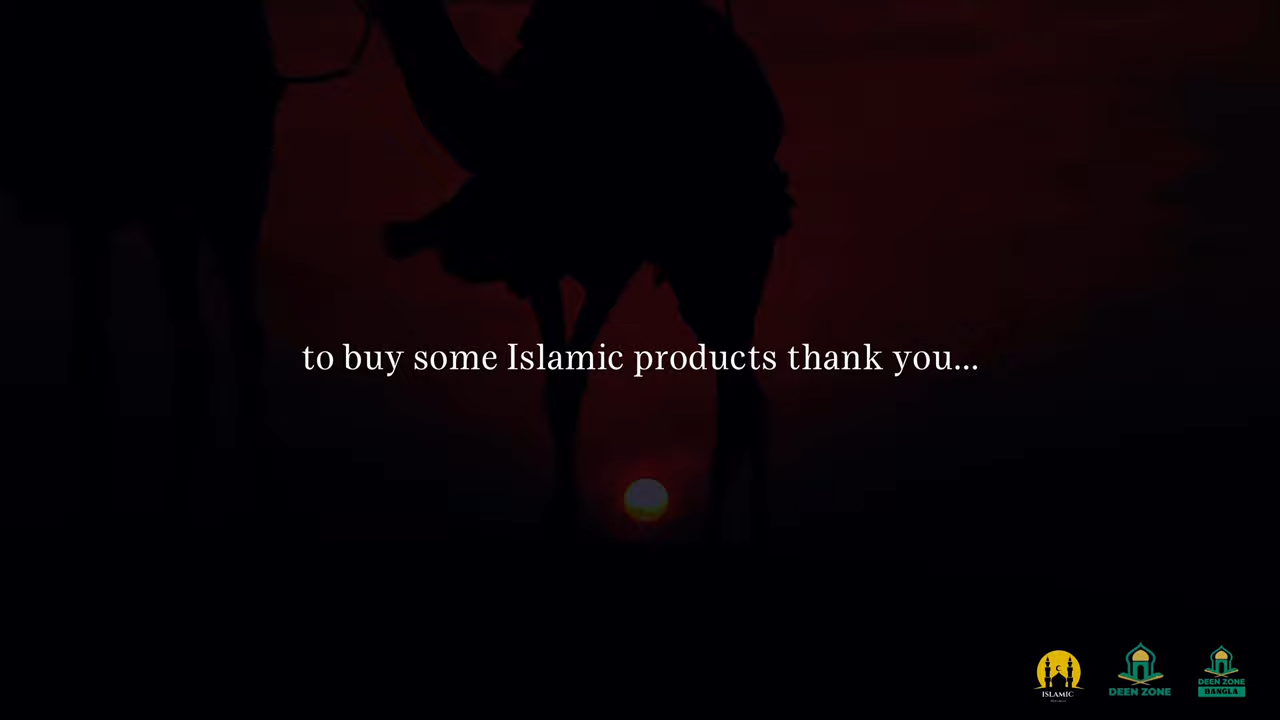 to buy some Islamic products thank you...
ISLAMIC
DEEN ZONE
DEEN ZONE
BANGLA